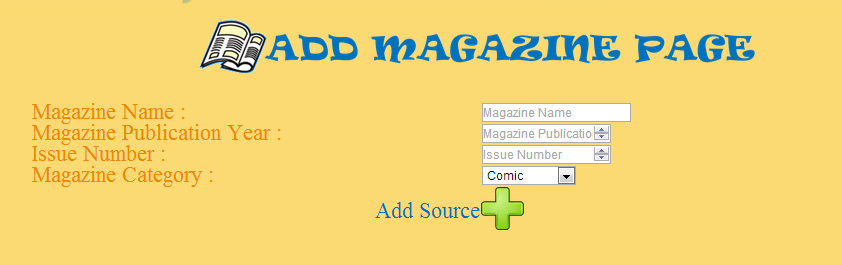 ADD MAGAZINE PAGE
Magazine Name : Magazine Name
Magazine Publication Year : Magazine Publicatio
Issue Number : Issue Number
Magazine Category : Comic
Add Source